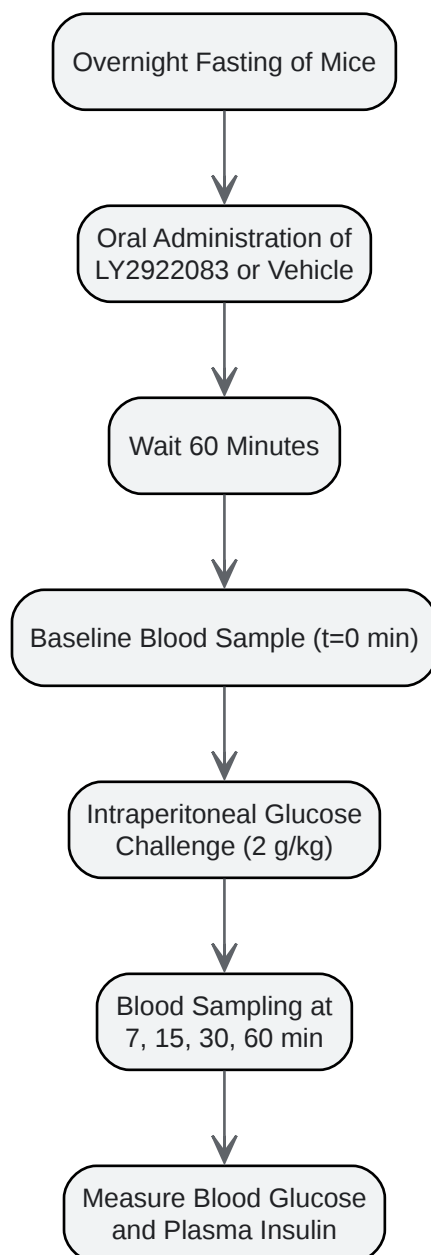 Overnight Fasting of Mice
Oral Administration of
LY2922083 or Vehicle
Wait 60 Minutes
Baseline Blood Sample (t=0 min)
Intraperitoneal Glucose
Challenge (2 g/kg)
Blood Sampling at
7, 15, 30, 60 min
Measure Blood Glucose
and Plasma Insulin